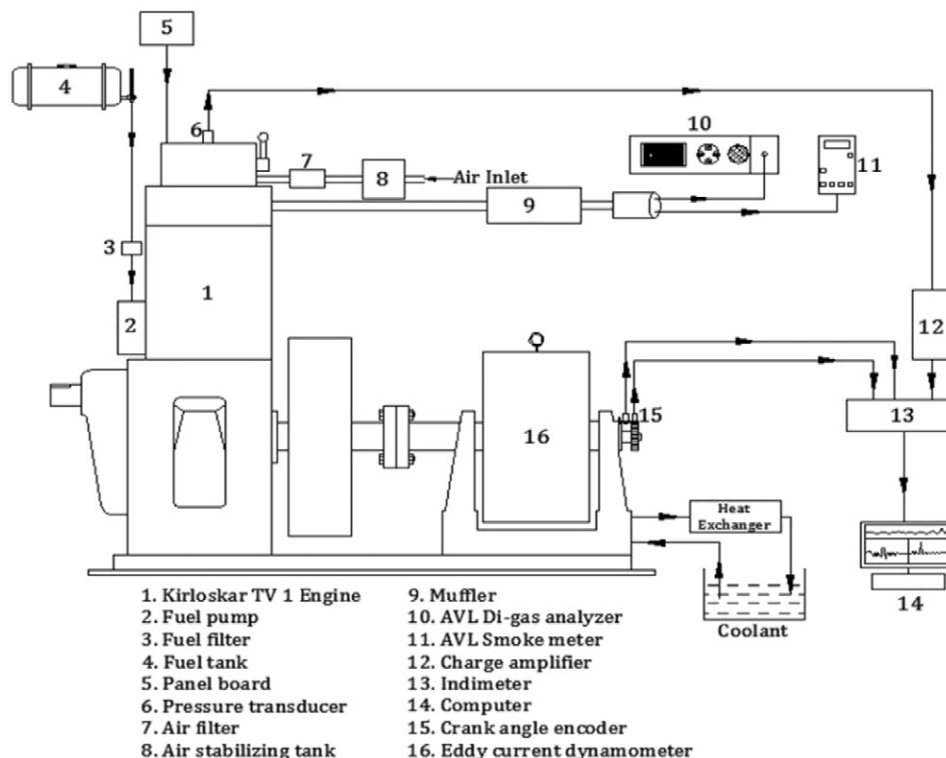 5
4
6
10
7
8
Air Inlet
11
9
3
1
2
12
15
13
16
Heat
Exchanger
14
Coolant
1. Kirloskar TV 1 Engine
2. Fuel pump
3. Fuel filter
4. Fuel tank
5. Panel board
6. Pressure transducer
7. Air filter
8. Air stabilizing tank
9. Muffler
10. AVL Di-gas analyzer
11. AVL Smoke meter
12. Charge amplifier
13. Indimeter
14. Computer
15. Crank angle encoder
16. Eddy current dynamometer